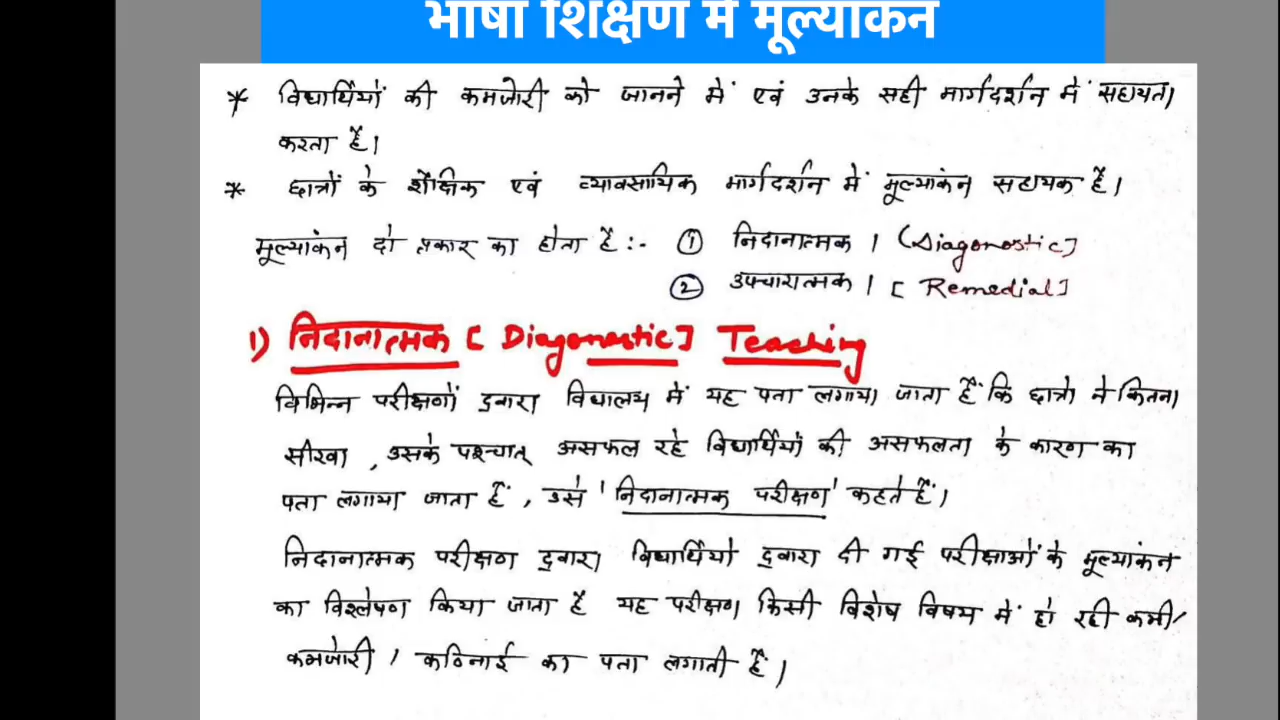 भाषा शिक्षण में मूल्यांकन
* विद्यार्थियों की कमजोरी को जानने में एवं उनके सही मार्गदर्शन में सहायता
करता है।
* छात्रों के शैक्षिक एवं व्यावसायिक मार्गदर्शन में मूल्यांकन सहायक है।
मूल्यांकन दो प्रकार का होता है :- ① निदानात्मक । (Diagonostic]
② उपचारात्मक । [ Remedial]
1) निदानात्मक [ Diagonostic] Teaching
विभिन्न परीक्षणों द्वारा विद्यालय में यह पता लगाया जाता है कि छात्रो ने कितना
सीखा , उसके पश्चात् असफल रहे विद्यार्थियों की असफलता के कारण का
पता लगाया जाता है , उसे 'निदानात्मक परीक्षण' कहते है।
निदानात्मक परीक्षण द्वारा विद्यार्थियो द्वारा दी गई परीक्षाओं के मूल्यांकन
का विश्लेषण किया जाता है यह परीक्षण किसी विशेष विषय में हो रही कमी/
कमजोरी / कठिनाई का पता लगाती है।